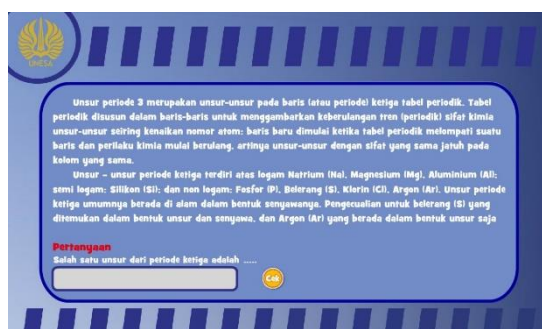 UNESA
Unsur periode 3 merupakan unsur-unsur pada baris (atau periode) ketiga tabel periodik. Tabel
periodik disusun dalam baris-baris untuk menggambarkan keberulangan tren (periodik) sifat kimia
unsur-unsur seiring kenaikan nomor atom: baris baru dimulai ketika tabel periodik melompati suatu
baris dan perilaku kimia mulai berulang, artinya unsur-unsur dengan sifat yang sama jatuh pada
kolom yang sama.
Unsur – unsur periode ketiga terdiri atas logam Natrium (Na), Magnesium (Mg), Aluminium (Al);
semi logam: Silikon (Si); dan non logam: Fosfor (P), Belerang (S), Klorin (Cl), Argon (Ar). Unsur periode
ketiga umumnya berada di alam dalam bentuk senyawanya. Pengecualian untuk belerang (S) yang
ditemukan dalam bentuk unsur dan senyawa, dan Argon (Ar) yang berada dalam bentuk unsur saja
Pertanyaan
Salah satu unsur dari periode ketiga adalah .....
Cek